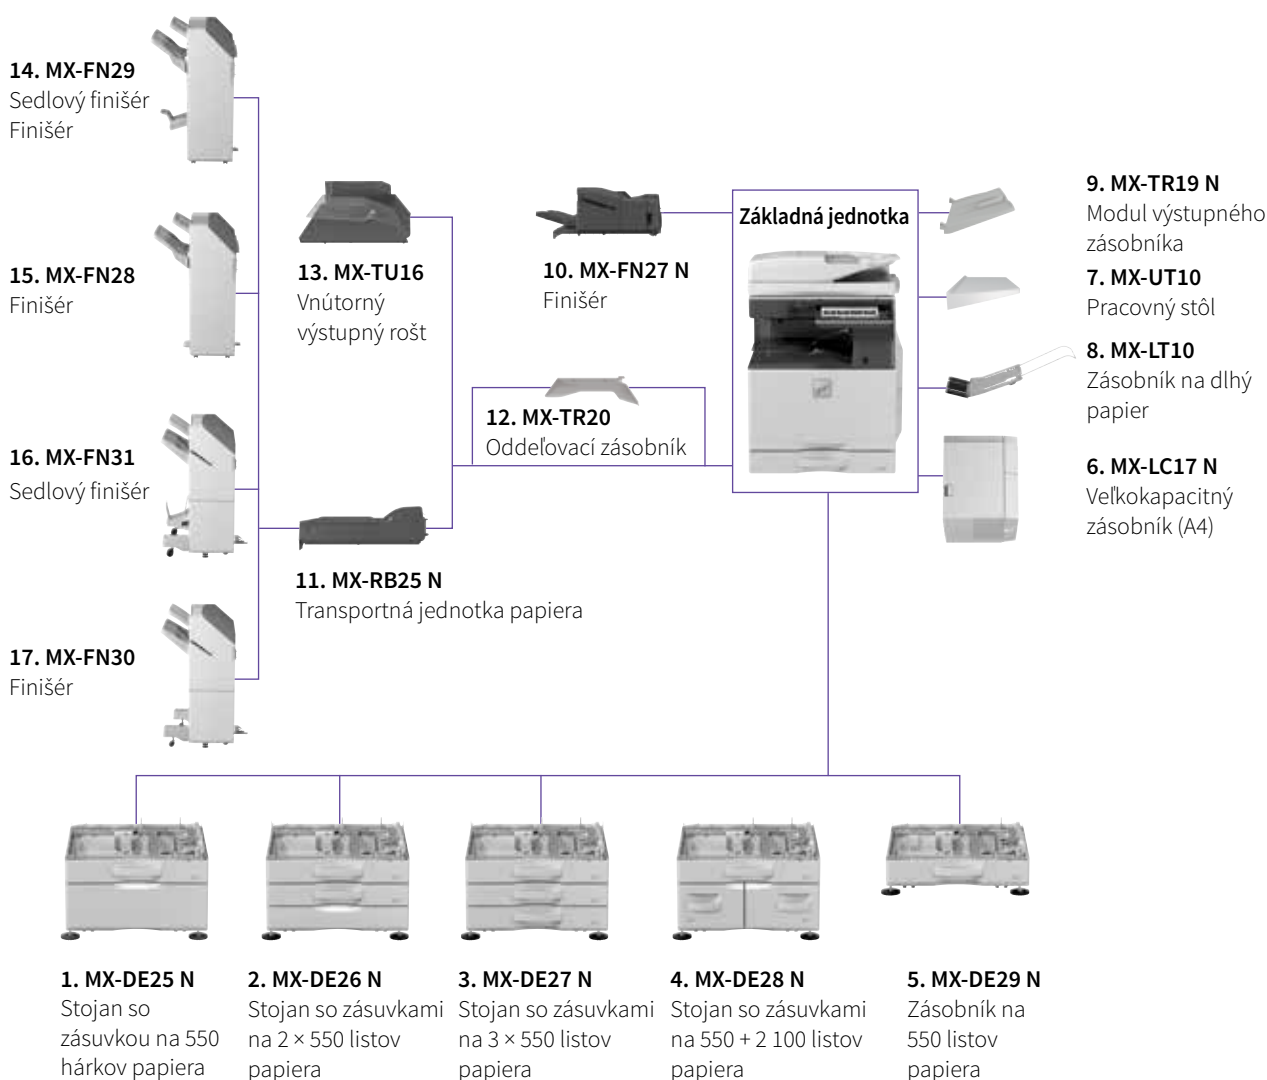 14. MX-FN29
Sedlový finišér
Finišér
15. MX-FN28
Finišér
16. MX-FN31
Sedlový finišér
17. MX-FN30
Finišér
13. MX-TU16
Vnútorný
výstupný rošt
11. MX-RB25 N
Transportná jednotka papiera
10. MX-FN27 N
Finišér
12. MX-TR20
Oddeľovací zásobník
Základná jednotka
9. MX-TR19 N
Modul výstupného
zásobníka
7. MX-UT10
Pracovný stôl
8. MX-LT10
Zásobník na dlhý
papier
6. MX-LC17 N
Veľkokapacitný
zásobník (A4)
1. MX-DE25 N
Stojan so
zásuvkou na 550
hárkov papiera
2. MX-DE26 N
Stojan so zásuvkami
na 2 × 550 listov
papiera
3. MX-DE27 N
Stojan so zásuvkami
na 3 × 550 listov
papiera
4. MX-DE28 N
Stojan so zásuvkami
na 550 + 2 100 listov
papiera
5. MX-DE29 N
Zásobník na
550 listov
papiera